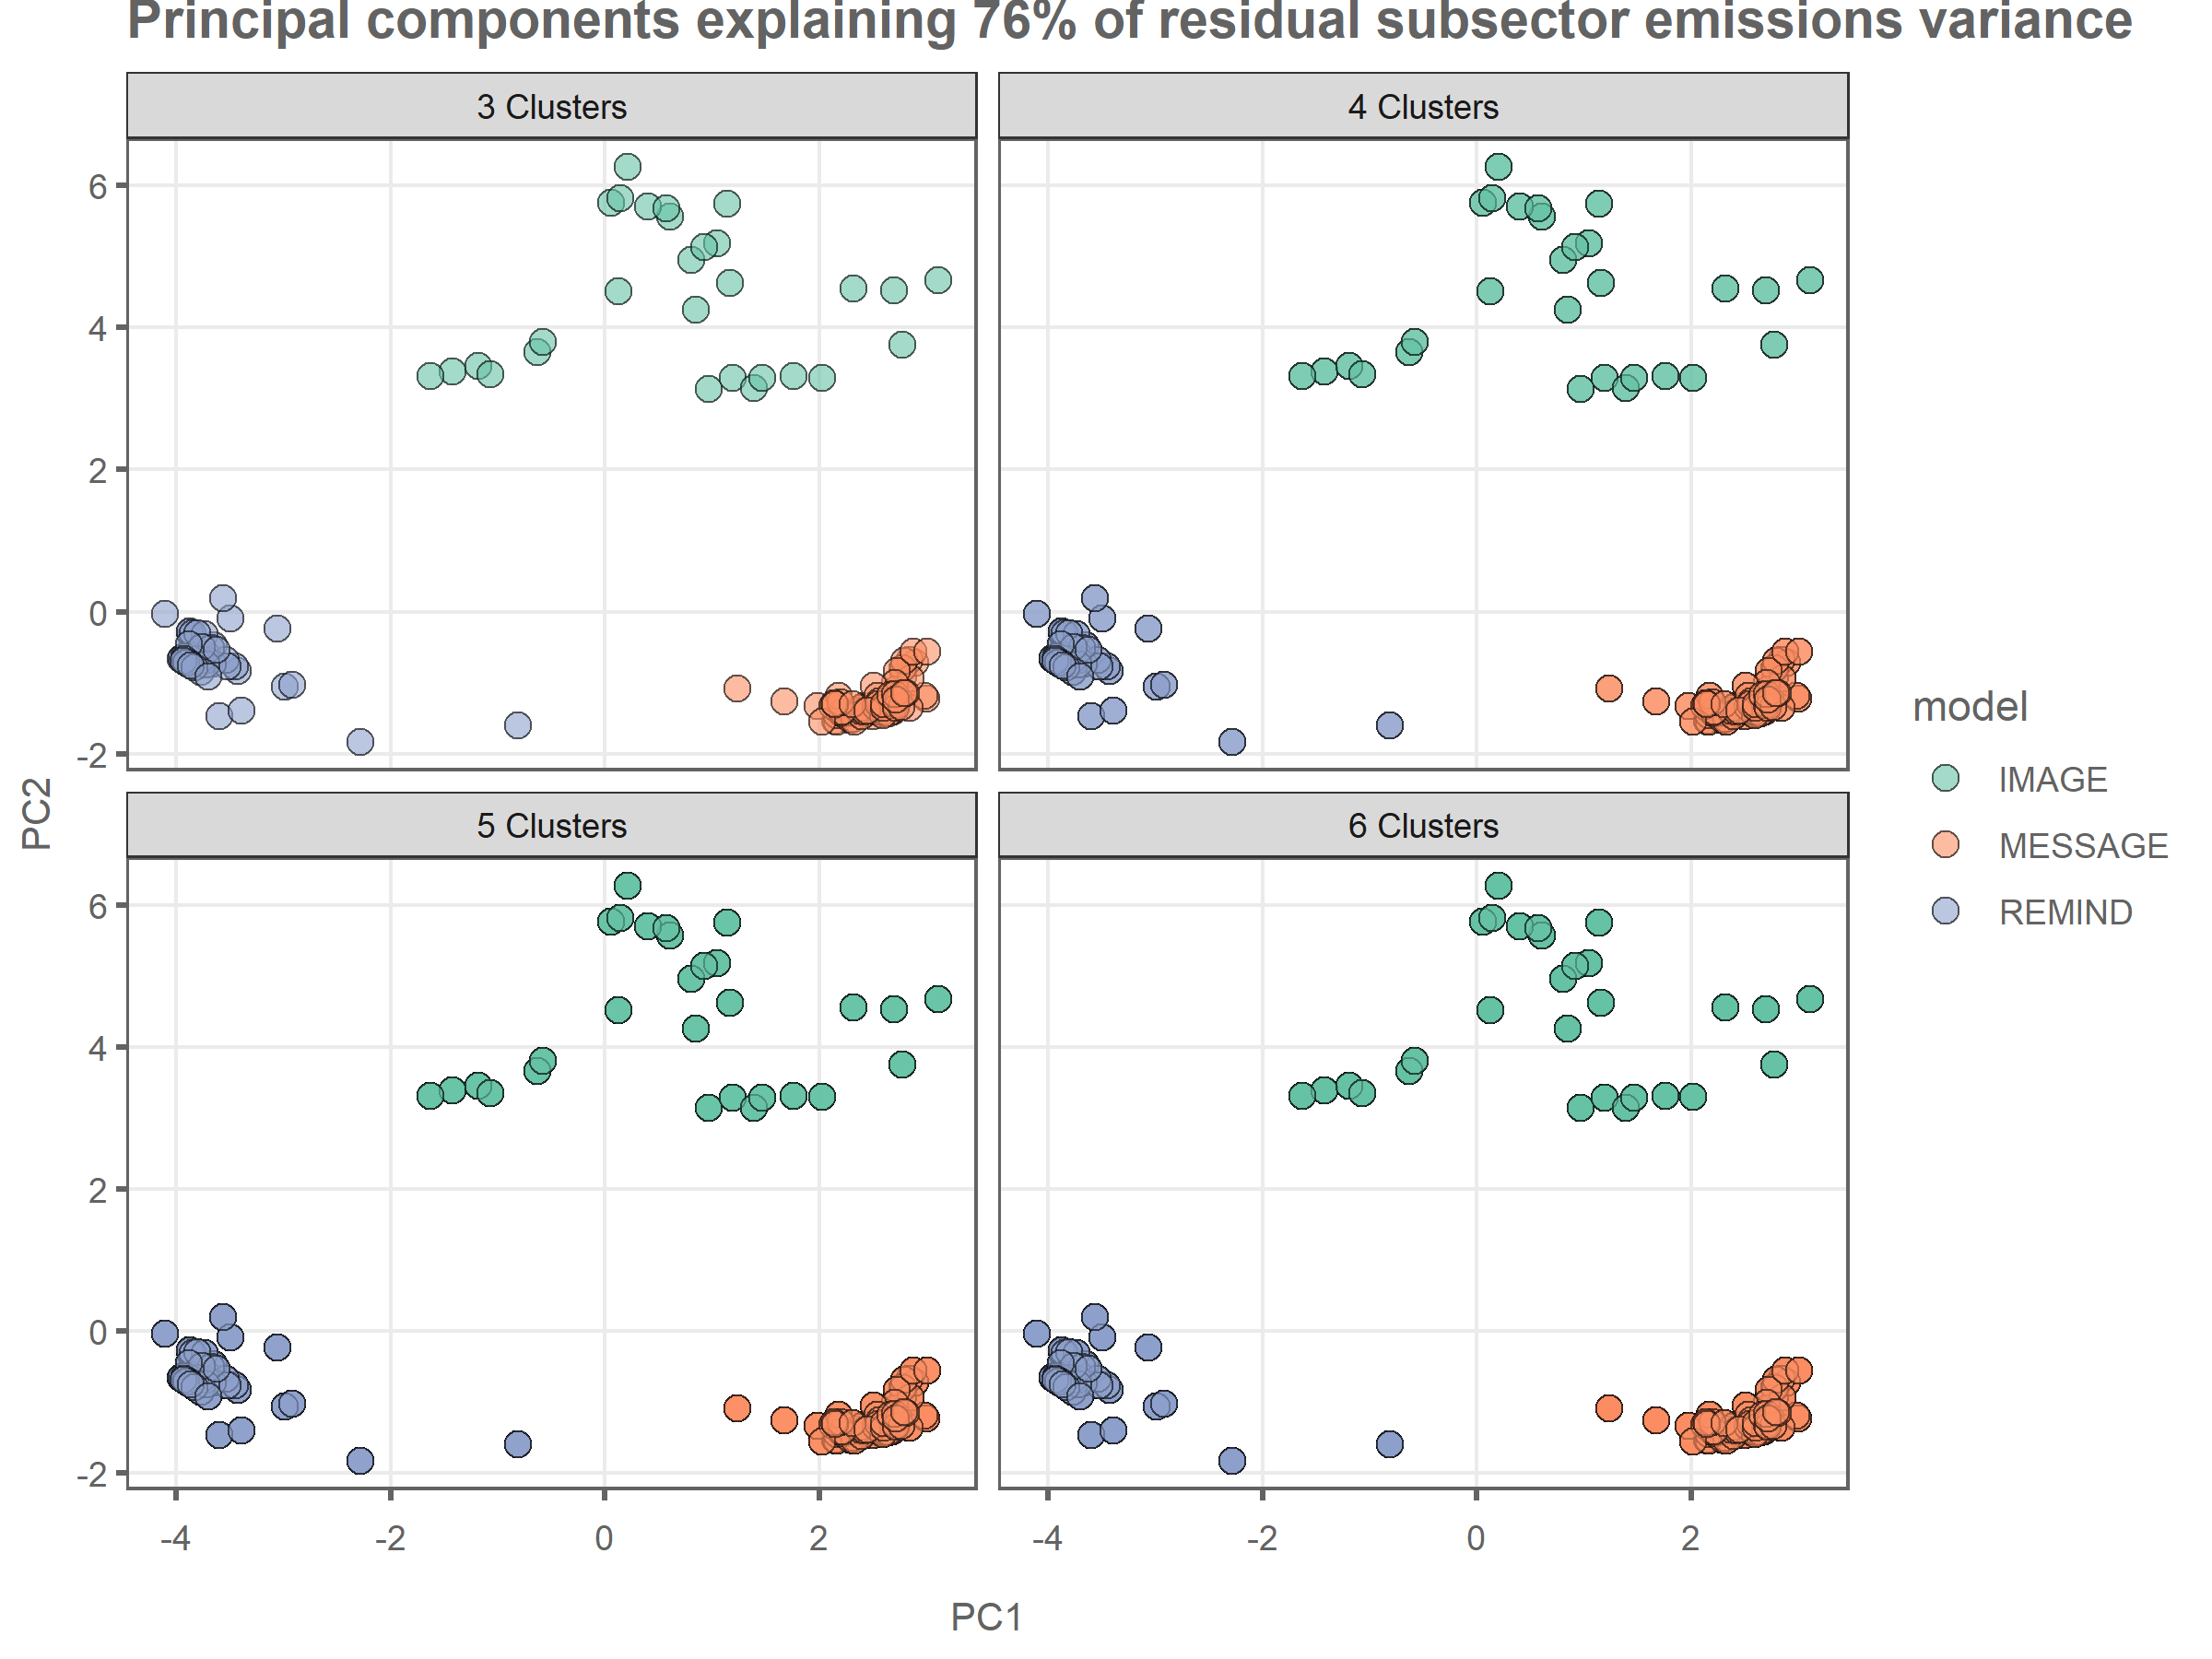 Principal components explaining 76% of residual subsector emissions variance
3 Clusters
4 Clusters
6
4
2
0
-2
PC2
5 Clusters
6 Clusters
6
4
2
0
-2
-4
-2
0
2
-4
-2
0
2
PC1
model
IMAGE
MESSAGE
REMIND